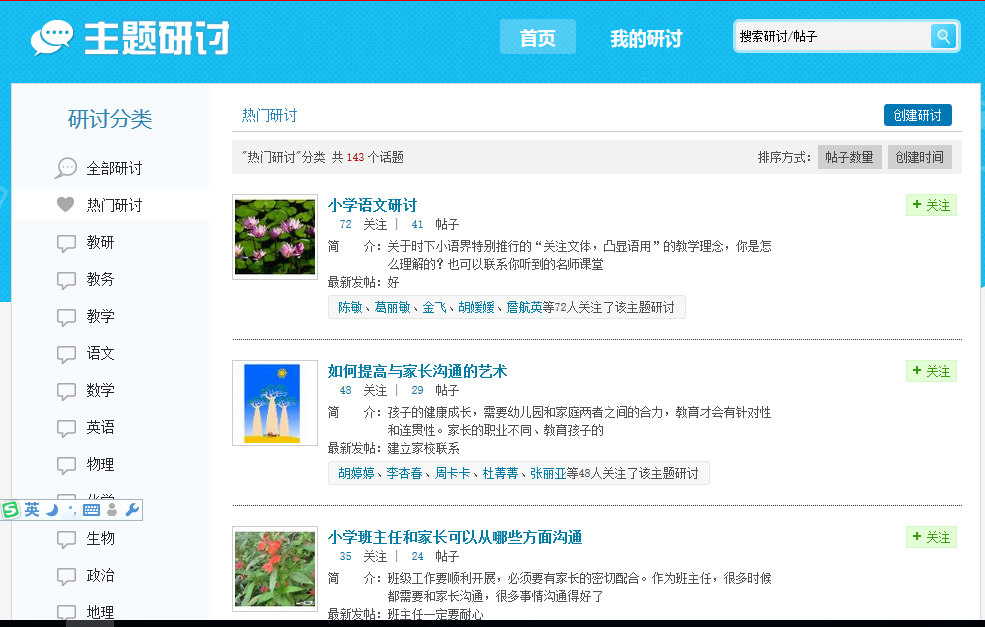 主题研讨
首页
我的研讨
搜索研讨/帖子
研讨分类
全部研讨
热门研讨
教研
教务
教学
语文
数学
英语
物理
化学
英
生物
政治
地理
热门研讨
创建研讨
"热门研讨"分类 共 143 个话题
排序方式：
帖子数量
创建时间
小学语文研讨
+ 关注
72 关注 | 41 帖子
简 介：关于时下小语界特别推行的“关注文体，凸显语用”的教学理念，你是怎
么理解的？也可以联系你听到的名师课堂
最新发帖：好
陈敏、葛丽敏、金飞、胡媛媛、詹航英等72人关注了该主题研讨
如何提高与家长沟通的艺术
+ 关注
48 关注 | 29 帖子
简 介：孩子的健康成长，需要幼儿园和家庭两者之间的合力，教育才会有针对性
和连贯性。家长的职业不同、教育孩子的
最新发帖：建立家校联系
胡婷婷、李杏春、周卡卡、杜菁菁、张丽亚等48人关注了该主题研讨
小学班主任和家长可以从哪些方面沟通
+ 关注
35 关注 | 24 帖子
简 介：班级工作要顺利开展，必须要有家长的密切配合。作为班主任，很多时候
都需要和家长沟通，很多事情沟通得好了
最新发帖：班主任一定要耐心